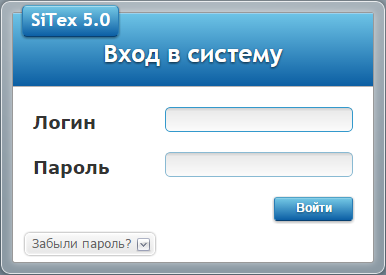 SiTex 5.0
Вход в систему
Логин
Пароль
Войти
Забыли пароль?